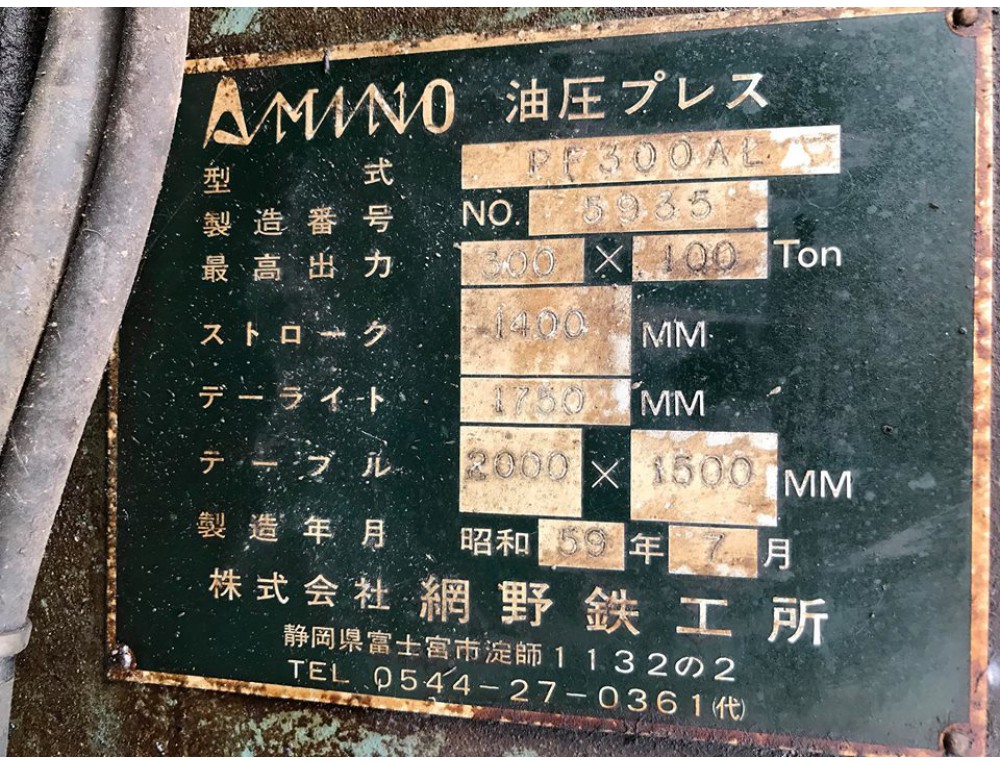 AMINO 油圧プレス
型式 PF300AL
製造番号 NO. 5935
最高出力 300 × 100 Ton
ストローク 1400 MM
デーライト 1750 MM
テーブル 2000 × 1500 MM
製造年月 昭和 59 年 7 月
株式会社 網野鉄工所
静岡県富士宮市淀師1132の2
TEL 0544-27-0361(代)